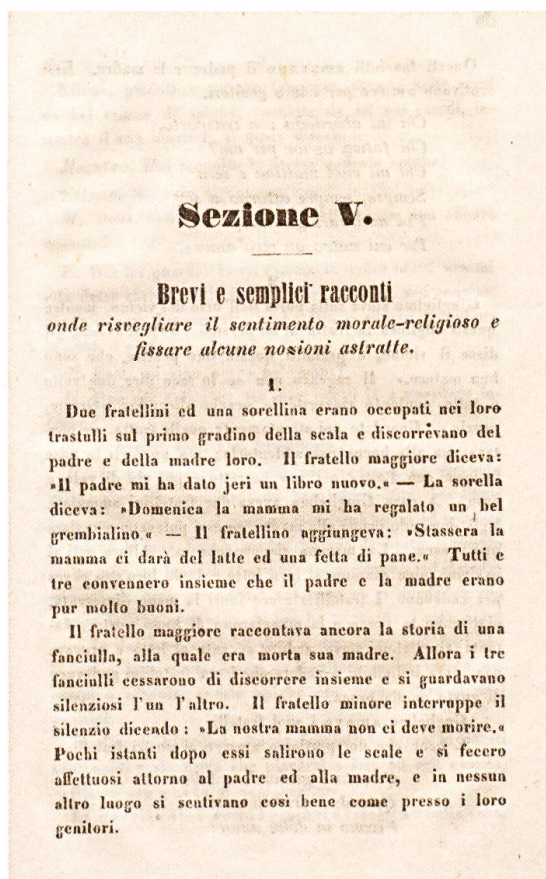 Sezione V.
Brevi e semplici racconti
onde risvegliare il sentimento morale-religioso e
fissare alcune nozioni astratte.
1.
Due fratellini ed una sorellina erano occupati nei loro
trastulli sul primo gradino della scala e discorrevano del
padre e della madre loro. Il fratello maggiore diceva:
»Il padre mi ha dato jeri un libro nuovo.« — La sorella
diceva: »Domenica la mamma mi ha regalato un bel
grembialino « — Il fratellino aggiungeva: »Stassera la
mamma ci darà del latte ed una fetta di pane.« Tutti e
tre convennero insieme che il padre e la madre erano
pur molto buoni.
Il fratello maggiore raccontava ancora la storia di una
fanciulla, alla quale era morta sua madre. Allora i tre
fanciulli cessarono di discorrere insieme e si guardavano
silenziosi l'un l'altro. Il fratello minore interruppe il
silenzio dicendo : »La nostra mamma non ci deve morire.«
Pochi istanti dopo essi salirono le scale e si fecero
affettuosi attorno al padre ed alla madre, e in nessun
altro luogo si sentivano così bene come presso i loro
genitori.